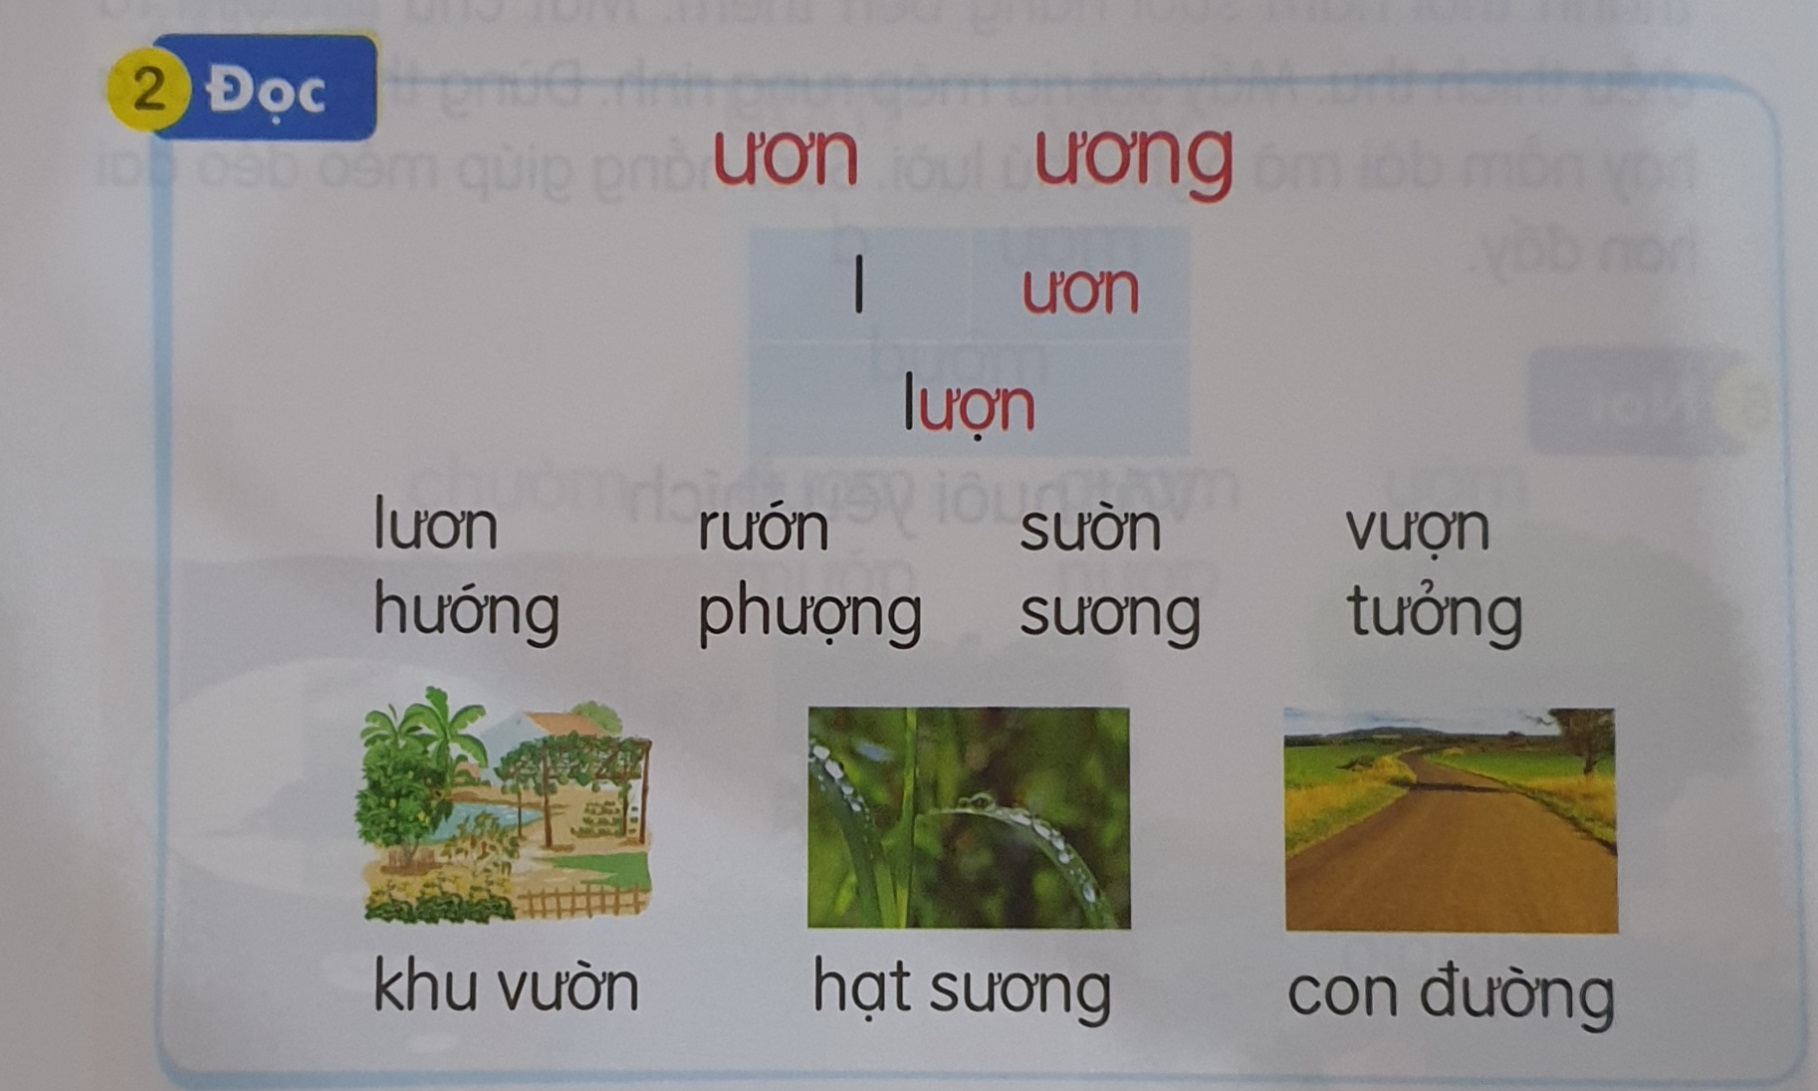 2 Đọc
ươn ương
l ươn
lượn
lươn rướn sườn vượn
hướng phượng sương tưởng
khu vườn hạt sương con đường